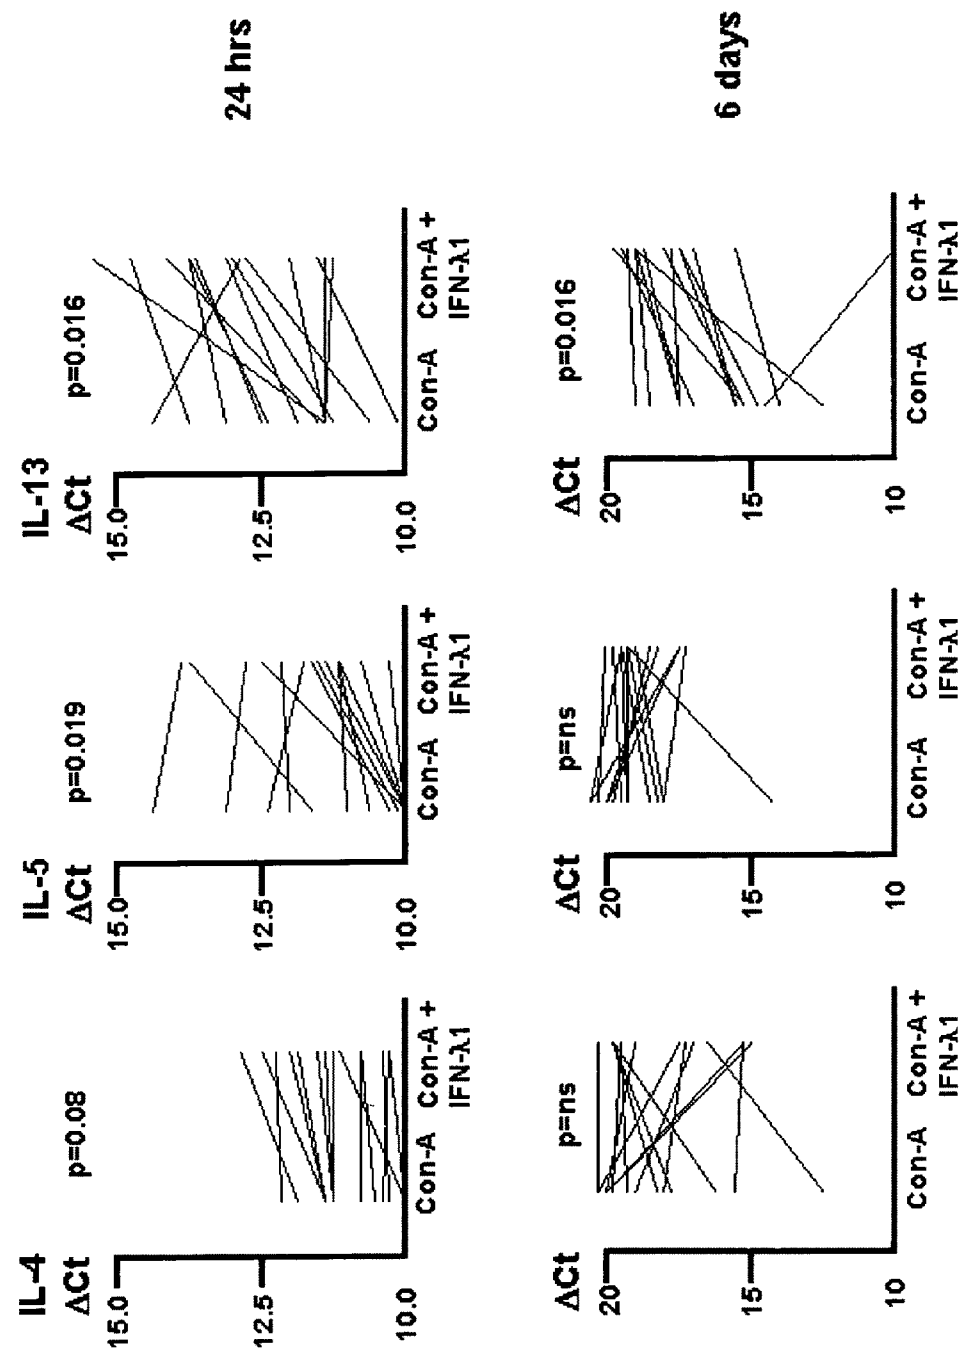 IL-4
ΔCt
15.0
12.5
10.0
p=0.08
Con-A
Con-A +
IFN-λ1
IL-5
ΔCt
15.0
12.5
10.0
p=0.019
Con-A
Con-A +
IFN-λ1
IL-13
ΔCt
15.0
12.5
10.0
p=0.016
Con-A
Con-A +
IFN-λ1
24 hrs
ΔCt
20
15
10
p=ns
Con-A
Con-A +
IFN-λ1
ΔCt
20
15
10
p=ns
Con-A
Con-A +
IFN-λ1
ΔCt
20
15
10
p=0.016
Con-A
Con-A +
IFN-λ1
6 days